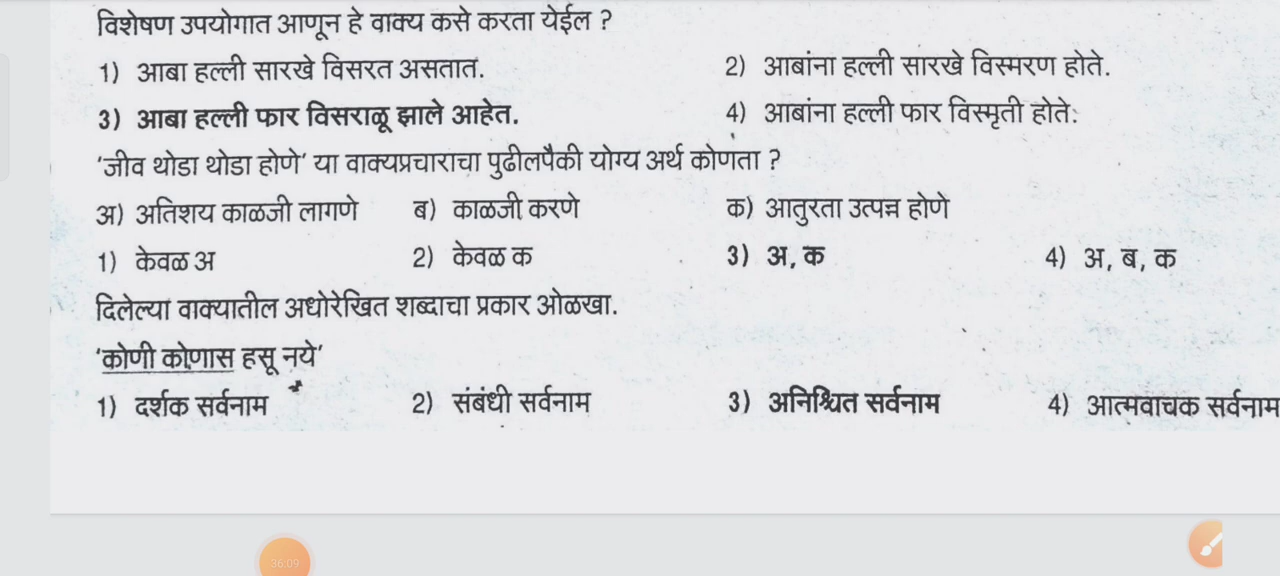 विशेषण उपयोगात आणून हे वाक्य कसे करता येईल ?
1) आबा हल्ली सारखे विसरत असतात. 2) आबांना हल्ली सारखे विस्मरण होते.
3) आबा हल्ली फार विसराळू झाले आहेत. 4) आबांना हल्ली फार विस्मृती होते.
'जीव थोडा थोडा होणे' या वाक्यप्रचाराचा पुढीलपैकी योग्य अर्थ कोणता ?
अ) अतिशय काळजी लागणे ब) काळजी करणे क) आतुरता उत्पन्न होणे
1) केवळ अ 2) केवळ क 3) अ, क 4) अ, ब, क
दिलेल्या वाक्यातील अधोरेखित शब्दाचा प्रकार ओळखा.
'कोणी कोणास हसू नये'
1) दर्शक सर्वनाम 2) संबंधी सर्वनाम 3) अनिश्चित सर्वनाम 4) आत्मवाचक सर्वनाम
36:09